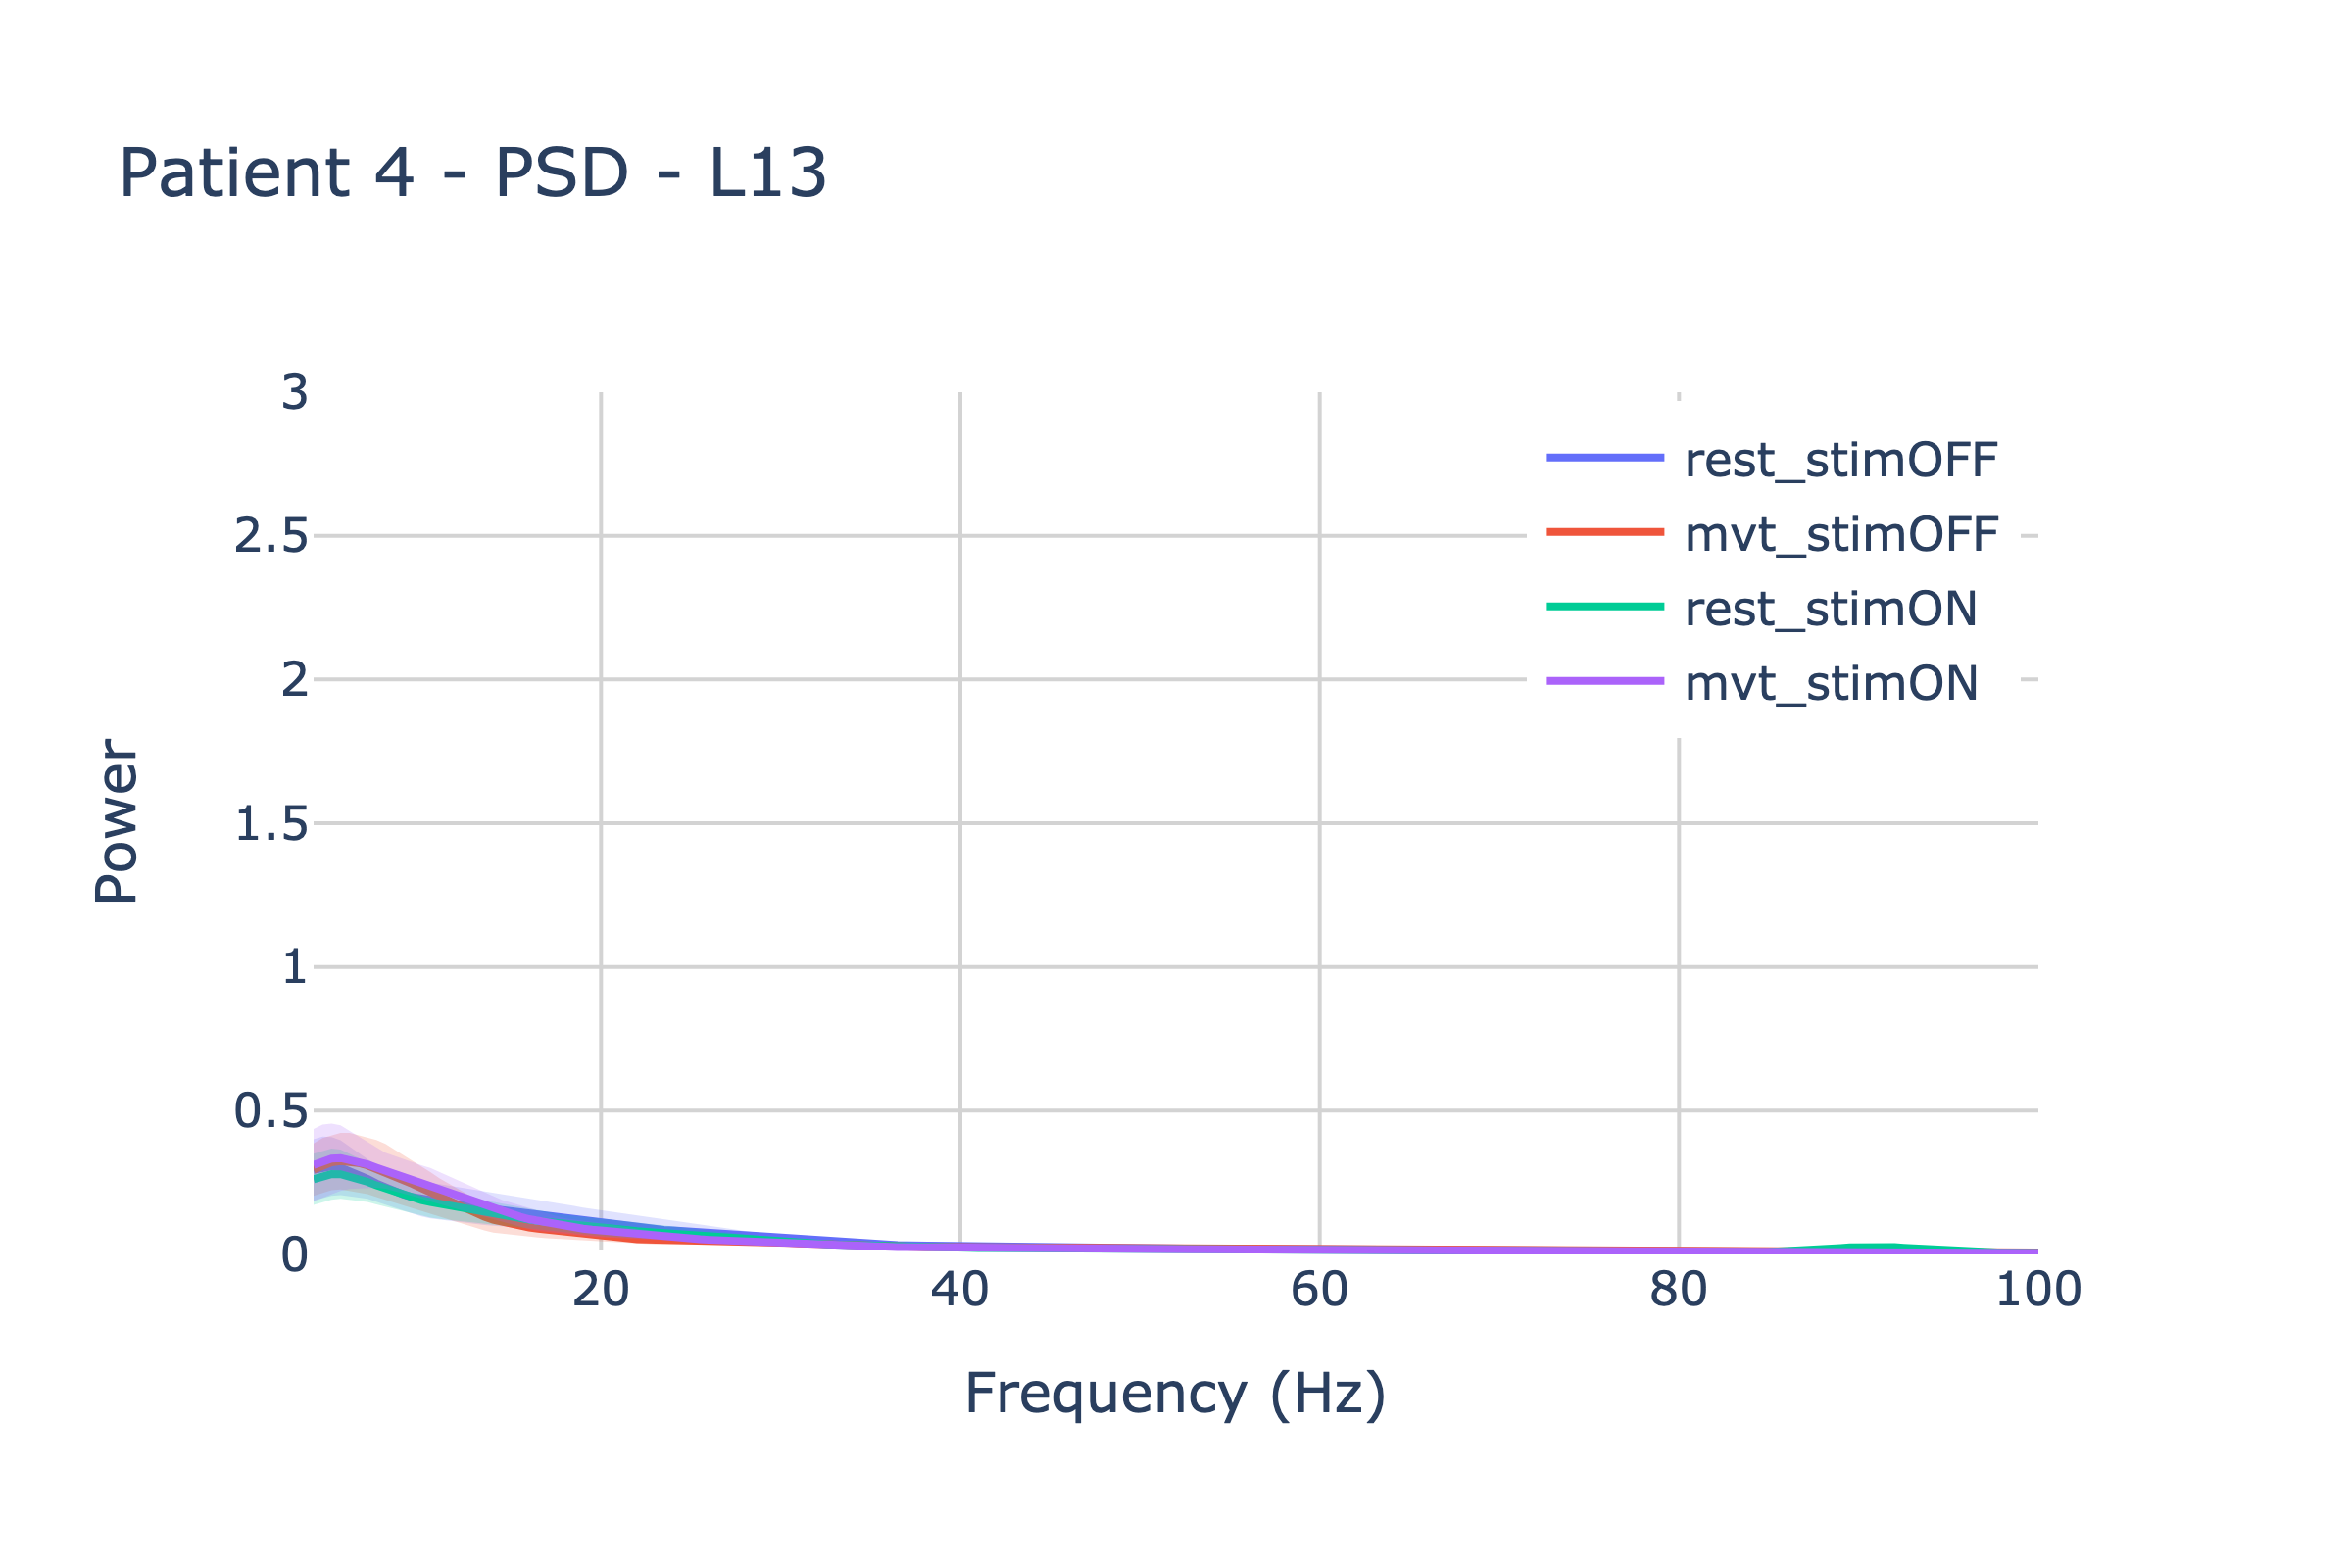 Patient 4 - PSD - L13
3
2.5
2
1.5
1
0.5
0
Power
rest_stimOFF
mvt_stimOFF
rest_stimON
mvt_stimON
20 40 60 80 100
Frequency (Hz)